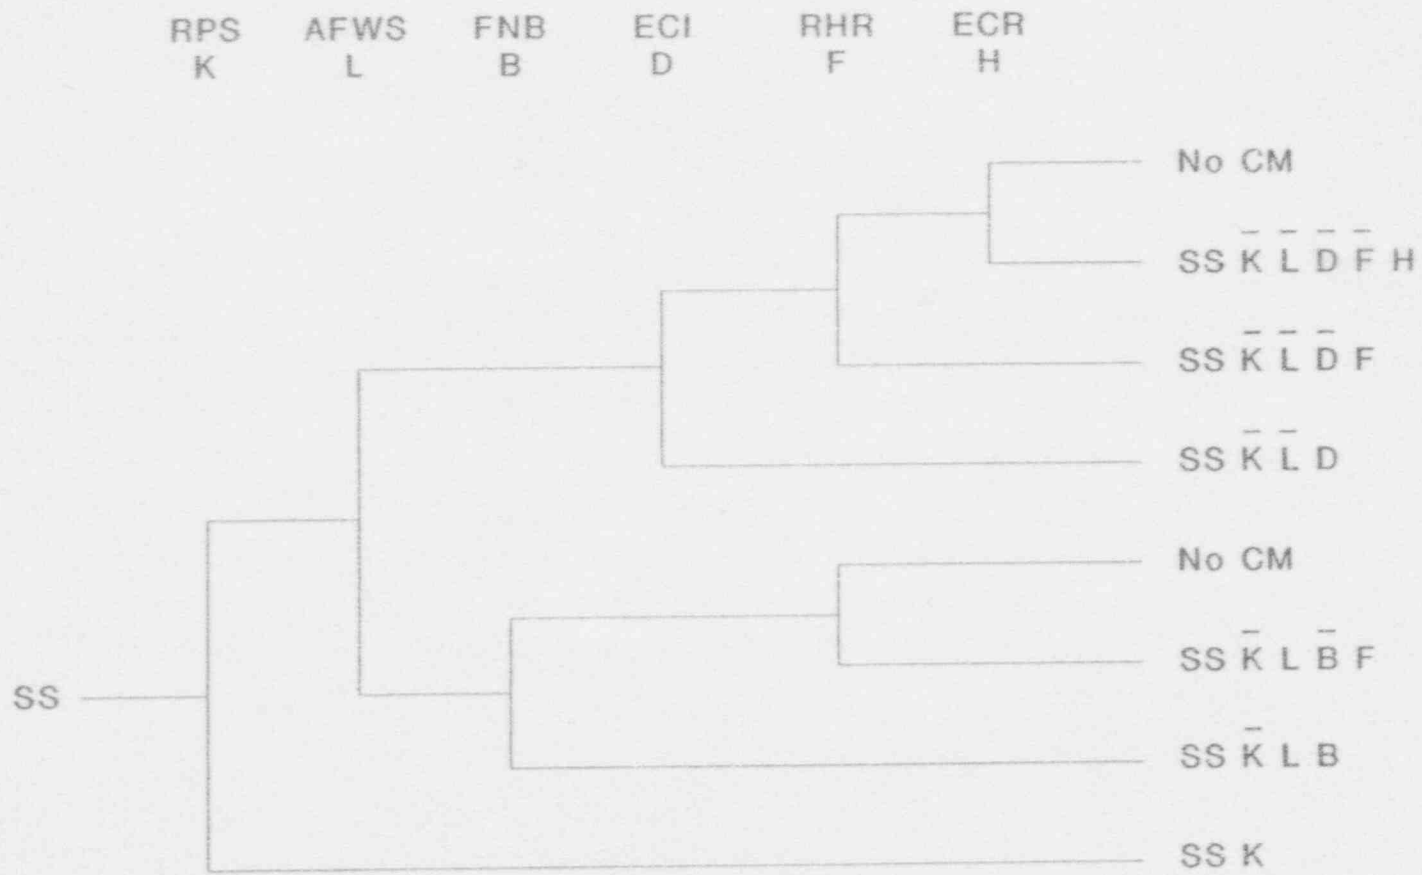 RPS AFWS FNB ECI RHR ECR
K L B D F H
No CM
SS K̅ L̅ D̅ F̅ H
SS K̅ L̅ D̅ F
SS K̅ L̅ D
No CM
SS K̅ L B̅ F
SS
SS K̅ L B
SS K